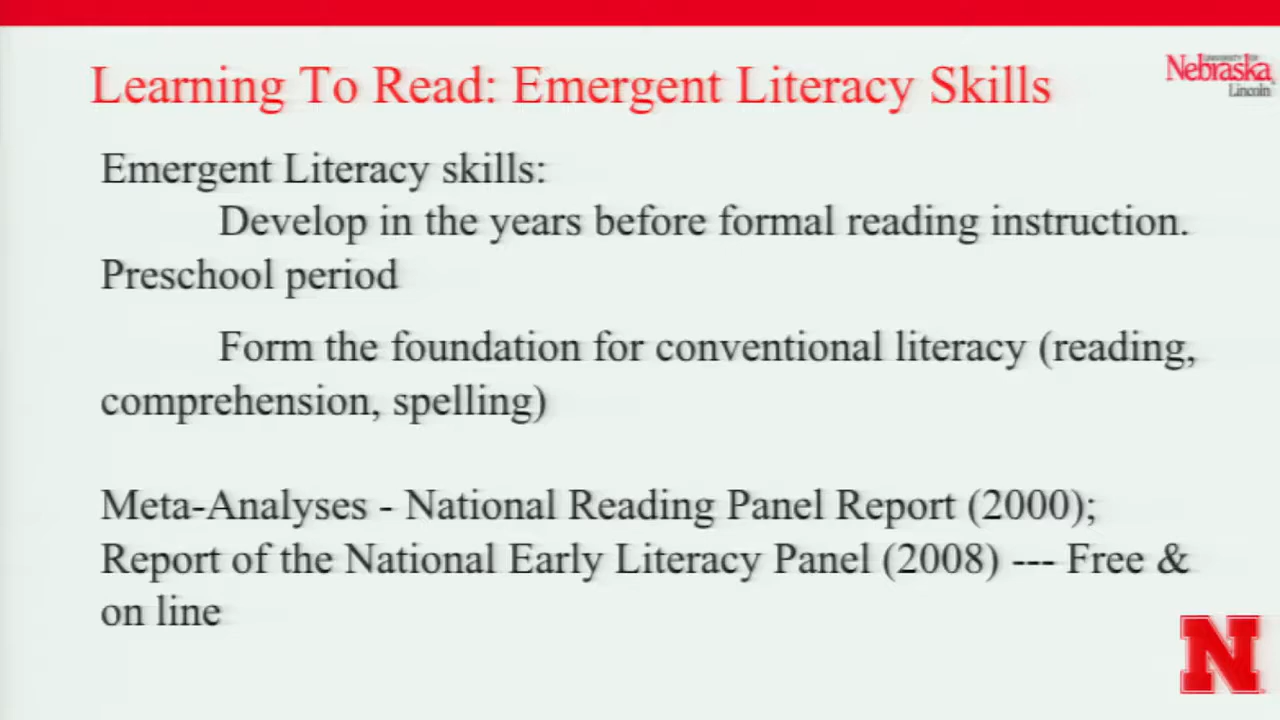 Learning To Read: Emergent Literacy Skills
UNIVERSITY OF
Nebraska
Lincoln
Emergent Literacy skills:
Develop in the years before formal reading instruction.
Preschool period
Form the foundation for conventional literacy (reading,
comprehension, spelling)
Meta-Analyses - National Reading Panel Report (2000);
Report of the National Early Literacy Panel (2008) --- Free &
on line
N